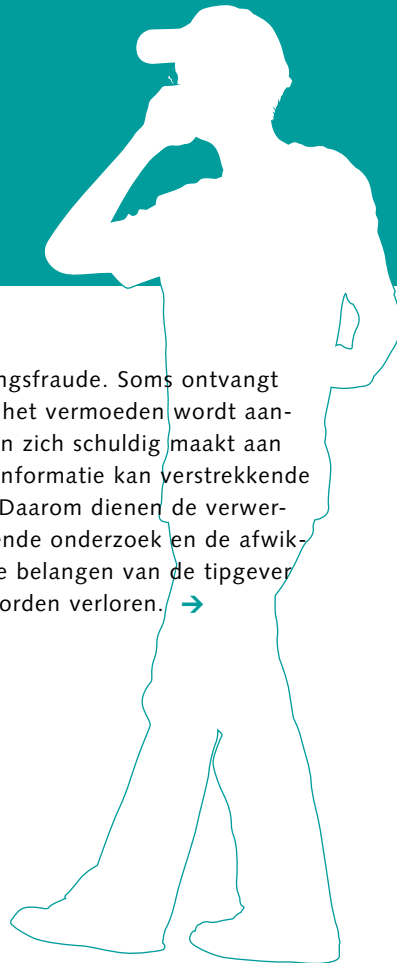 ngsfraude. Soms ontvangt
het vermoeden wordt aan-
n zich schuldig maakt aan
nformatie kan verstrekkende
Daarom dienen de verwer-
ende onderzoek en de afwik-
e belangen van de tipgever
orden verloren. →